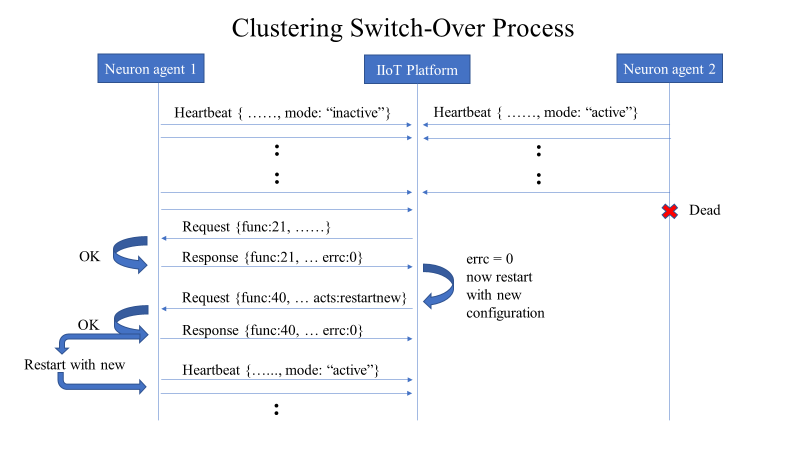 Clustering Switch-Over Process
Neuron agent 1
IIoT Platform
Neuron agent 2
Heartbeat { ……, mode: “inactive”}
Heartbeat { ……, mode: “active”}
:
:
:
:
Dead
Request {func:21, ……}
OK
Response {func:21, … errc:0}
errc = 0
now restart
with new
configuration
Request {func:40, … acts:restartnew}
OK
Response {func:40, … errc:0}
Restart with new
Heartbeat {…..., mode: “active”}
: